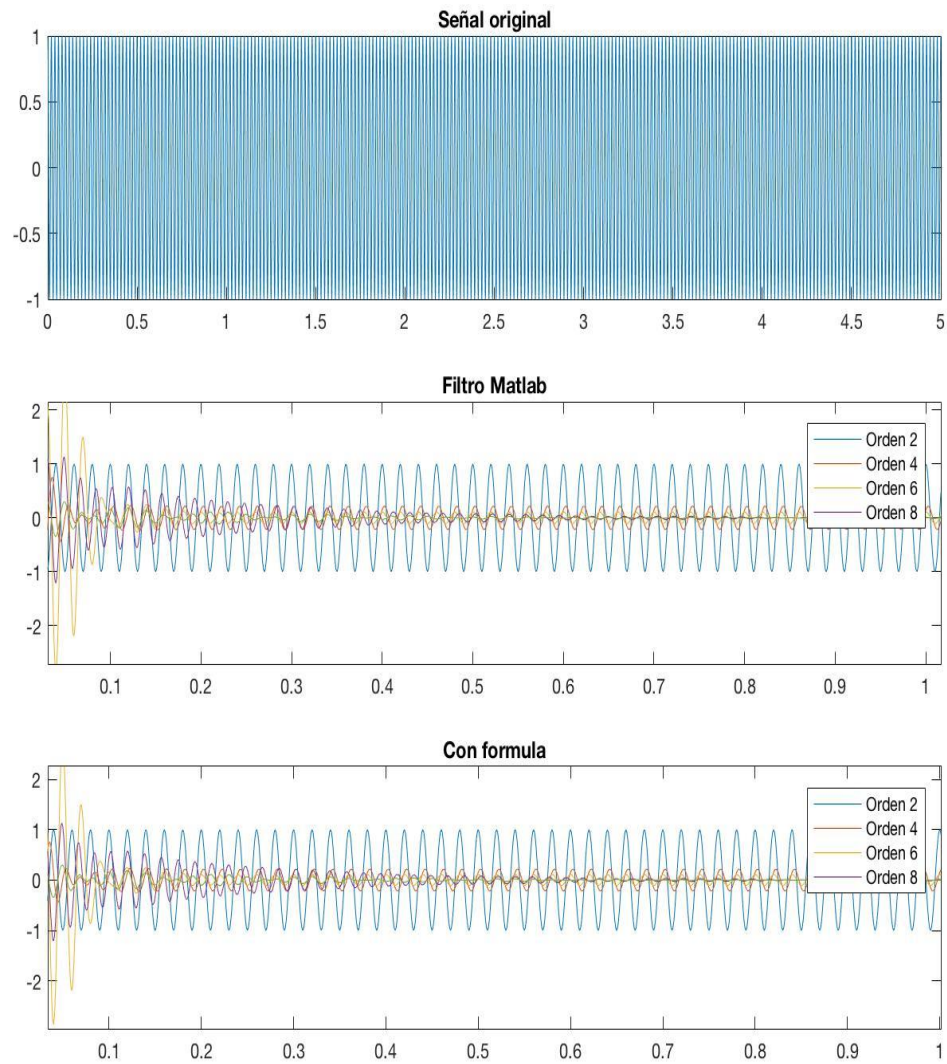 Señal original
1
0.5
0
-0.5
-1
0 0.5 1 1.5 2 2.5 3 3.5 4 4.5 5
Filtro Matlab
2
1
0
-1
-2
Orden 2
Orden 4
Orden 6
Orden 8
0.1 0.2 0.3 0.4 0.5 0.6 0.7 0.8 0.9 1
Con formula
2
1
0
-1
-2
Orden 2
Orden 4
Orden 6
Orden 8
0.1 0.2 0.3 0.4 0.5 0.6 0.7 0.8 0.9 1